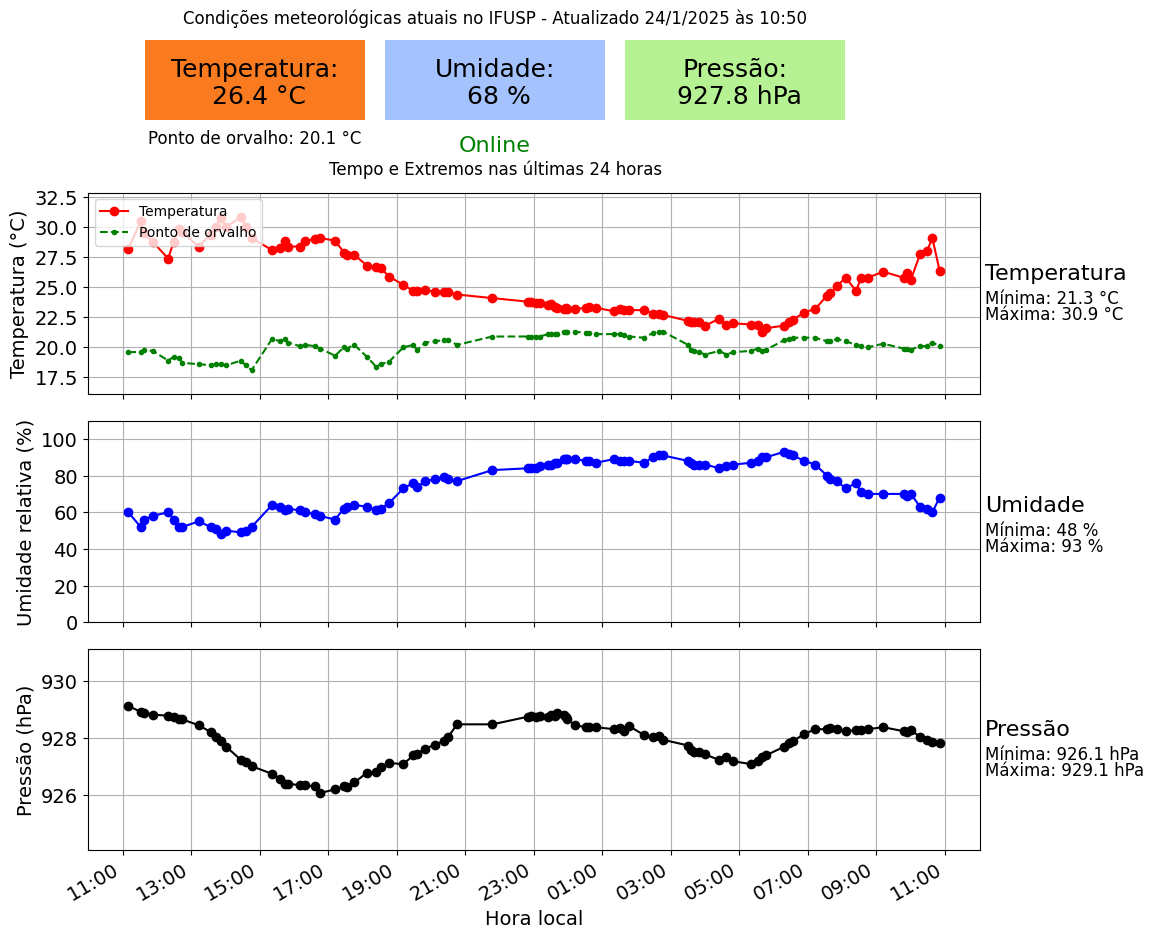 Condições meteorológicas atuais no IFUSP - Atualizado 24/1/2025 às 10:50
Temperatura:
26.4 °C
Umidade:
68 %
Pressão:
927.8 hPa
Ponto de orvalho: 20.1 °C
Online
Tempo e Extremos nas últimas 24 horas
Temperatura (°C)
32.5
30.0
27.5
25.0
22.5
20.0
17.5
Temperatura
Ponto de orvalho
Temperatura
Mínima: 21.3 °C
Máxima: 30.9 °C
Umidade relativa (%)
100
80
60
40
20
0
Umidade
Mínima: 48 %
Máxima: 93 %
Pressão (hPa)
930
928
926
Pressão
Mínima: 926.1 hPa
Máxima: 929.1 hPa
11:00 13:00 15:00 17:00 19:00 21:00 23:00 01:00 03:00 05:00 07:00 09:00 11:00
Hora local